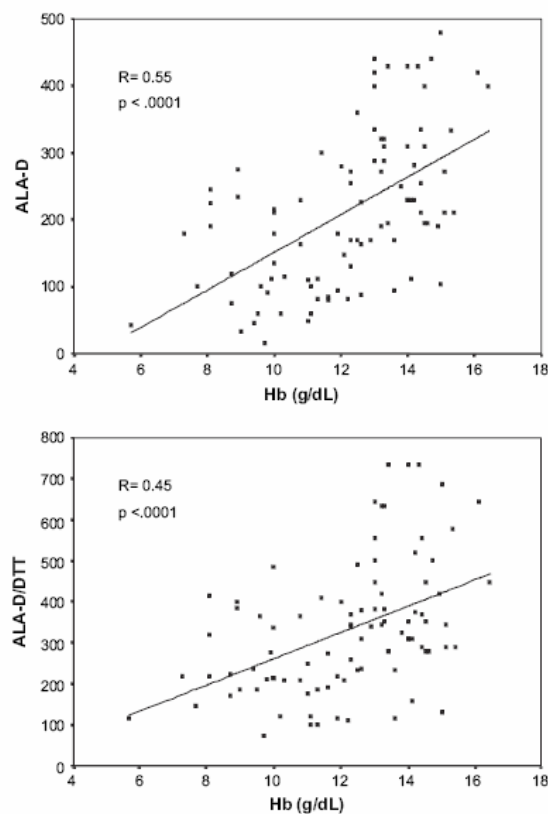 500
400
300
200
100
0
ALA-D
R= 0.55
p < .0001
4 6 8 10 12 14 16 18
Hb (g/dL)
800
700
600
500
400
300
200
100
0
ALA-D/DTT
R= 0.45
p <.0001
4 6 8 10 12 14 16 18
Hb (g/dL)